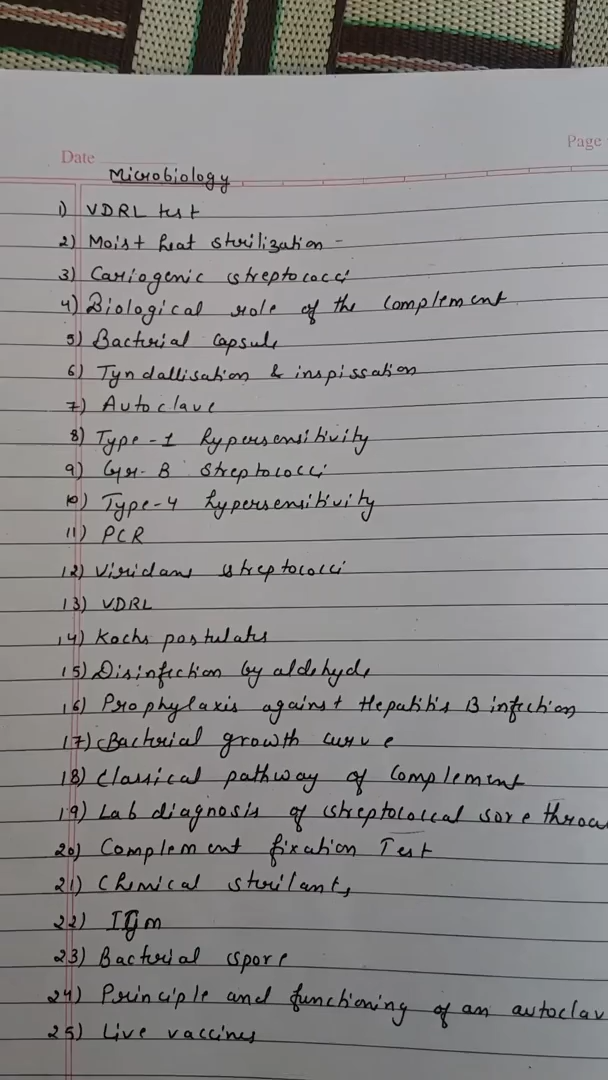 Page
Date
Microbiology
1) VDRL test
2) Moist heat sterilization -
3) Cariogenic streptococci
4) Biological role of the complement
5) Bacterial capsule
6) Tyndallisation & inspissation
7) Autoclave
8) Type-1 hypersensitivity
9) Gr-B streptococci
10) Type-4 hypersensitivity
11) PCR
12) Viridans streptococci
13) VDRL
14) Kochs postulates
15) Disinfection by aldehyde
16) Prophylaxis against Hepatitis B infection
17) Bacterial growth curve
18) Classical pathway of complement
19) Lab diagnosis of streptococcal sore throa
20) Complement fixation Test
21) Chemical sterilants
22) IgM
23) Bacterial spore
24) Principle and functioning of an autoclav
25) Live vaccines